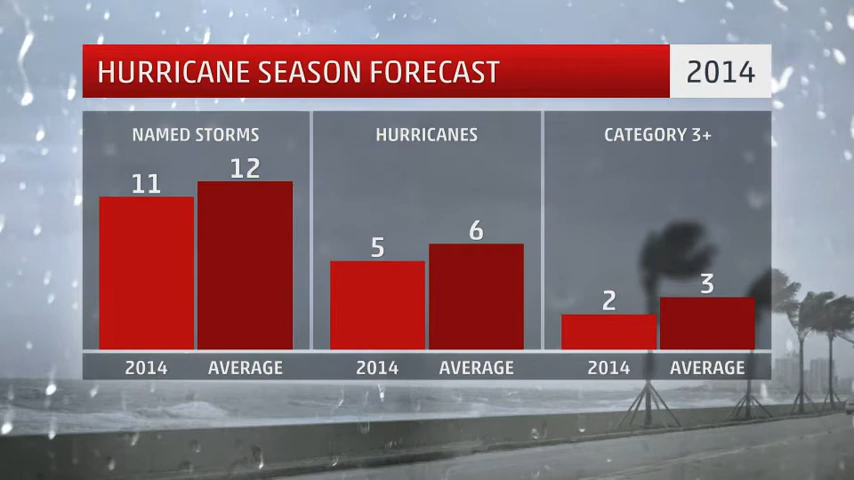 HURRICANE SEASON FORECAST 2014
NAMED STORMS HURRICANES CATEGORY 3+
11 12 5 6 2 3
2014 AVERAGE 2014 AVERAGE 2014 AVERAGE